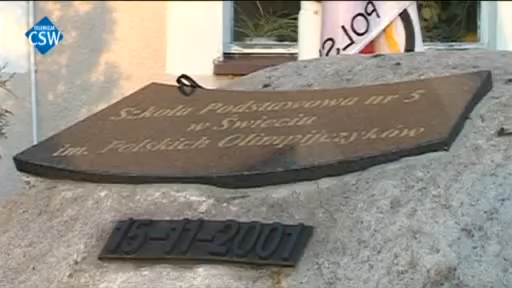 TELEWIZJA
CSW
POLS
Szkoła Podstawowa nr 5
w Świeciu
im. Polskich Olimpijczyków
15-11-2001